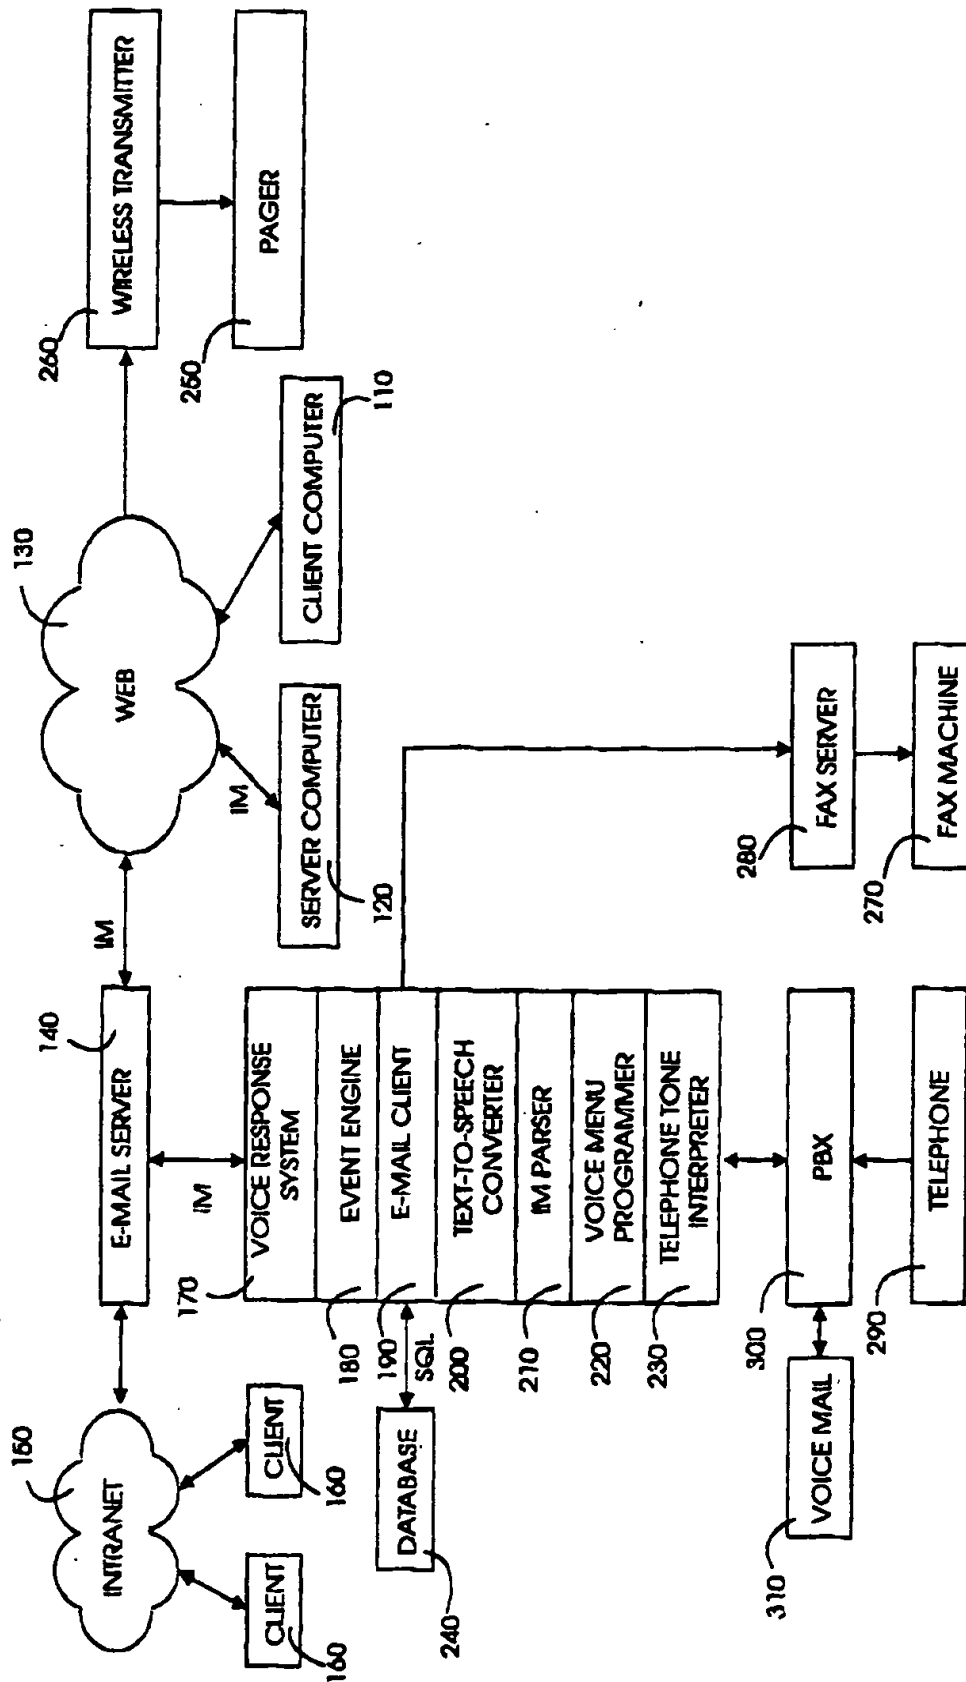 150
INTRANET
CLIENT
160
CLIENT
160
140
E-MAIL SERVER
IM
IM
130
WEB
IM
SERVER COMPUTER
120
CLIENT COMPUTER
110
260
WIRELESS TRANSMITTER
250
PAGER
170
VOICE RESPONSE
SYSTEM
180
EVENT ENGINE
190
E-MAIL CLIENT
SQL
DATABASE
240
200
TEXT-TO-SPEECH
CONVERTER
210
IM PARSER
220
VOICE MENU
PROGRAMMER
230
TELEPHONE TONE
INTERPRETER
300
PBX
VOICE MAIL
310
290
TELEPHONE
280
FAX SERVER
270
FAX MACHINE